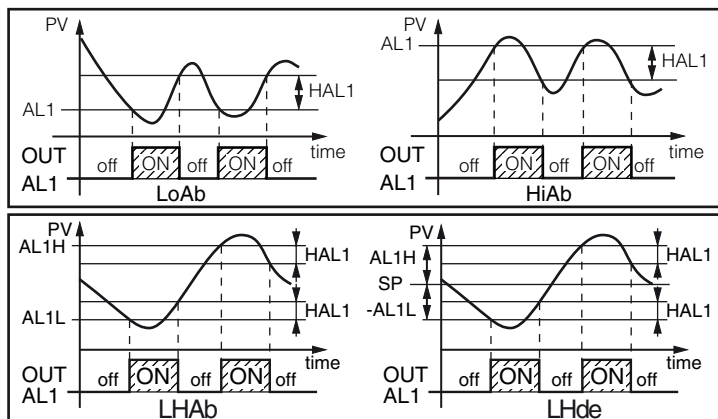 PV
AL1
HAL1
time
OUT
AL1
off ON off ON off
LoAb
PV
AL1
HAL1
time
OUT
AL1
off ON off ON off
HiAb
PV
AL1H
HAL1
HAL1
AL1L
time
OUT
AL1
off ON off ON off
LHAb
PV
AL1H
HAL1
SP
-AL1L
HAL1
time
OUT
AL1
off ON off ON off
LHde